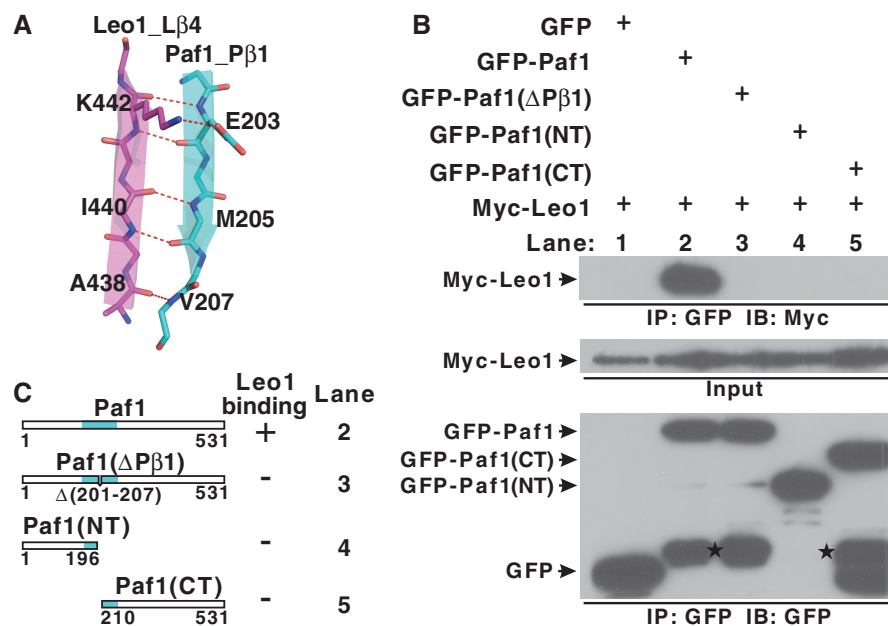 A
Leo1_Lβ4
Paf1_Pβ1
K442
E203
I440
M205
A438
V207
B
GFP +
GFP-Paf1 +
GFP-Paf1(ΔPβ1) +
GFP-Paf1(NT) +
GFP-Paf1(CT) +
Myc-Leo1 + + + + +
Lane: 1 2 3 4 5
Myc-Leo1
IP: GFP IB: Myc
Myc-Leo1
Input
GFP-Paf1
GFP-Paf1(CT)
GFP-Paf1(NT)
GFP
IP: GFP IB: GFP
C
Leo1 binding Lane
Paf1
1 531 + 2
Paf1(ΔPβ1)
1 Δ(201-207) 531 - 3
Paf1(NT)
1 196 - 4
Paf1(CT)
210 531 - 5